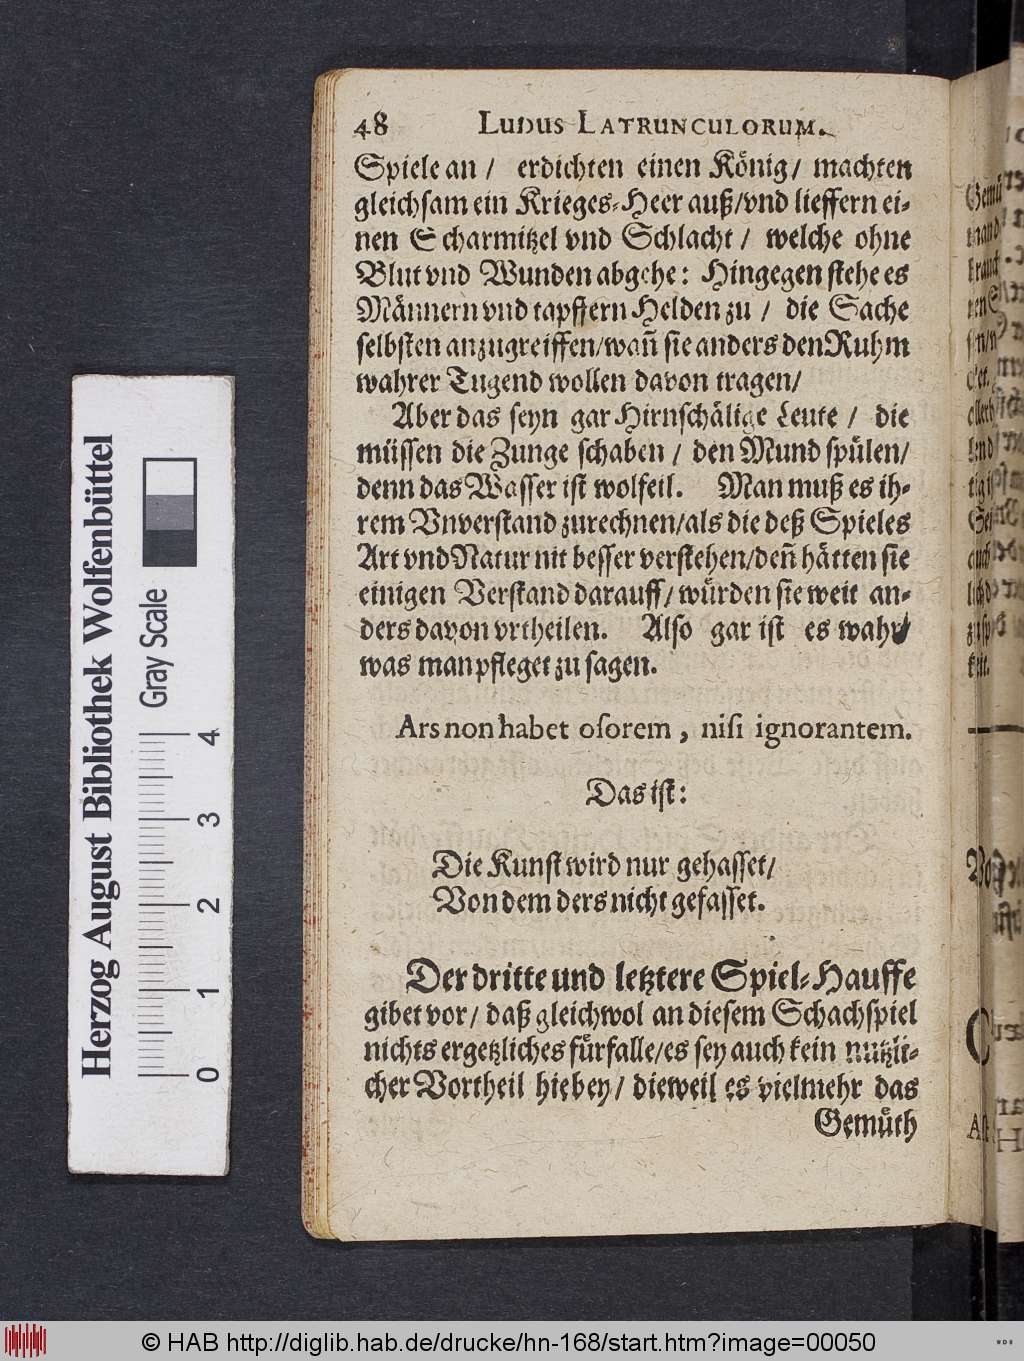 48 LUDUS LATRUNCULORUM.
Spiele an / erdichten einen König / machten
gleichsam ein Krieges-Heer auß/vnd lieffern ei-
nen Scharmitzel vnd Schlacht / welche ohne
Blut vnd Wunden abgehe: Hingegen stehe es
Männern vnd tapffern Helden zu / die Sache
selbsten anzugreiffen/wañ sie anders den Ruhm
wahrer Tugend wollen davon tragen/
Aber das seyn gar Hirnschälige Leute / die
müssen die Zunge schaben / den Mund spülen/
denn das Wasser ist wolfeil. Man muß es ih-
rem Vnverstand zurechnen/als die deß Spieles
Art vnd Natur nit besser verstehen/deñ hätten sie
einigen Verstand darauff/würden sie weit an-
ders davon vrtheilen. Also gar ist es wahr/
was man pfleget zu sagen.
Ars non habet osorem, nisi ignorantem.
Das ist:
Die Kunst wird nur gehasset/
Von dem ders nicht gefasset.
Der dritte und letztere Spiel-Hauffe
gibet vor/ daß gleichwol an diesem Schachspiel
nichts ergetzliches fürfalle/es sey auch kein nützli-
cher Vortheil hiebey/ dieweil es vielmehr das
Gemüth
Herzog August Bibliothek Wolfenbüttel
Gray Scale
0 1 2 3 4
© HAB http://diglib.hab.de/drucke/hn-168/start.htm?image=00050